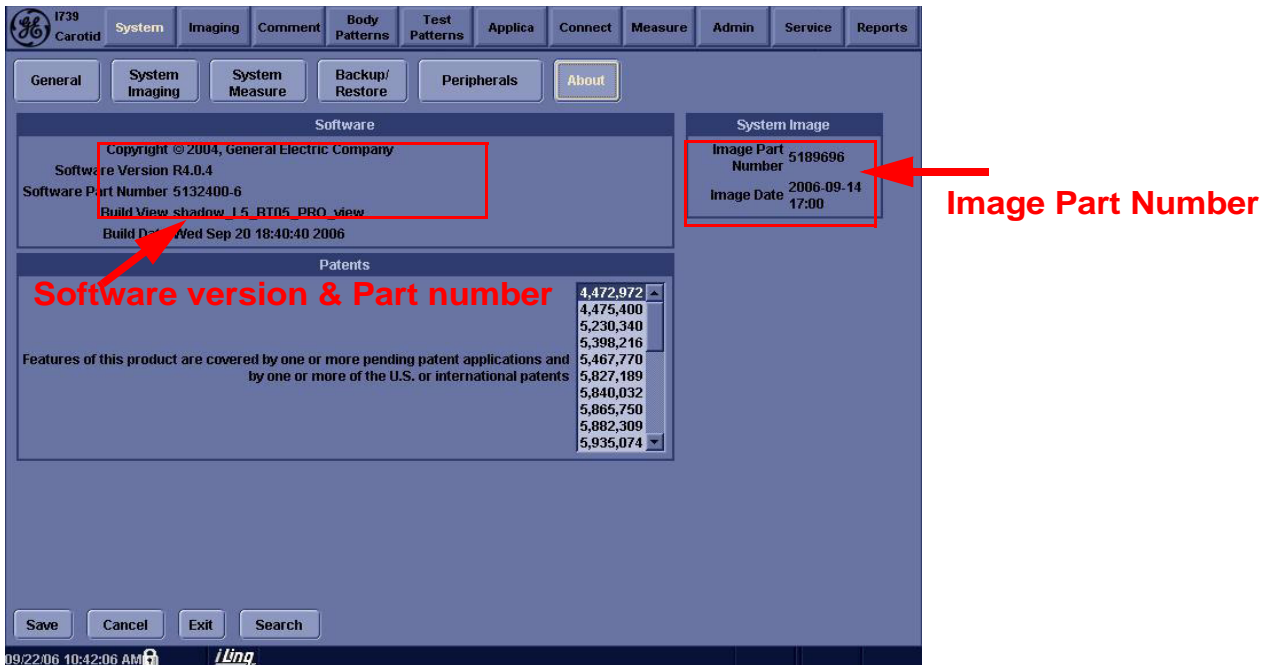 I739
Carotid
System
Imaging
Comment
Body
Patterns
Test
Patterns
Applica
Connect
Measure
Admin
Service
Reports
General
System
Imaging
System
Measure
Backup/
Restore
Peripherals
About
Software
Copyright © 2004, General Electric Company
Software Version R4.0.4
Software Part Number 5132400-6
Build View shadow_L5_BT05_PRO_view
Build Date Wed Sep 20 18:40:40 2006
System Image
Image Part
Number 5189696
Image Date 2006-09-14
17:00
Image Part Number
Software version & Part number
Patents
Features of this product are covered by one or more pending patent applications and
by one or more of the U.S. or international patents
4,472,972
4,475,400
5,230,340
5,398,216
5,467,770
5,827,189
5,840,032
5,865,750
5,882,309
5,935,074
Save
Cancel
Exit
Search
09/22/06 10:42:06 AM
iLinq